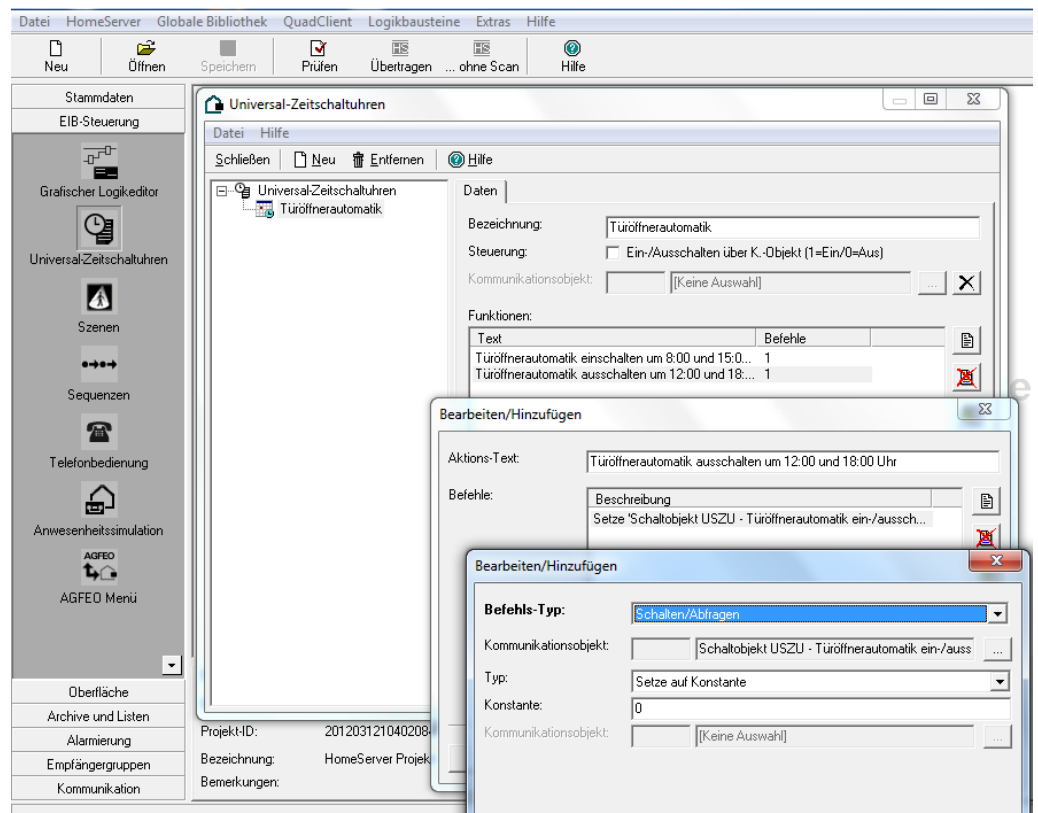 Datei HomeServer Globale Bibliothek QuadClient Logikbausteine Extras Hilfe
Neu Öffnen Speichern Prüfen Übertragen ... ohne Scan Hilfe
Stammdaten
EIB-Steuerung
Grafischer Logikeditor
Universal-Zeitschaltuhren
Szenen
Sequenzen
Telefonbedienung
Anwesenheitssimulation
AGFEO
AGFEO Menü
Oberfläche
Archive und Listen
Alarmierung
Empfängergruppen
Kommunikation
Universal-Zeitschaltuhren
Datei Hilfe
Schließen Neu Entfernen Hilfe
Universal-Zeitschaltuhren
Türöffnerautomatik
Daten
Bezeichnung: Türöffnerautomatik
Steuerung: Ein-/Ausschalten über K.-Objekt (1=Ein/0=Aus)
Kommunikationsobjekt: [Keine Auswahl] ...
Funktionen:
Text Befehle
Türöffnerautomatik einschalten um 8:00 und 15:0... 1
Türöffnerautomatik ausschalten um 12:00 und 18:... 1
Bearbeiten/Hinzufügen
Aktions-Text: Türöffnerautomatik ausschalten um 12:00 und 18:00 Uhr
Befehle: Beschreibung
Setze 'Schaltobjekt USZU - Türöffnerautomatik ein-/aussch...
Bearbeiten/Hinzufügen
Befehls-Typ: Schalten/Abfragen
Kommunikationsobjekt: Schaltobjekt USZU - Türöffnerautomatik ein-/auss ...
Typ: Setze auf Konstante
Konstante: 0
Kommunikationsobjekt: [Keine Auswahl] ...
Projekt-ID: 201203121040208
Bezeichnung: HomeServer Projek
Bemerkungen:
e